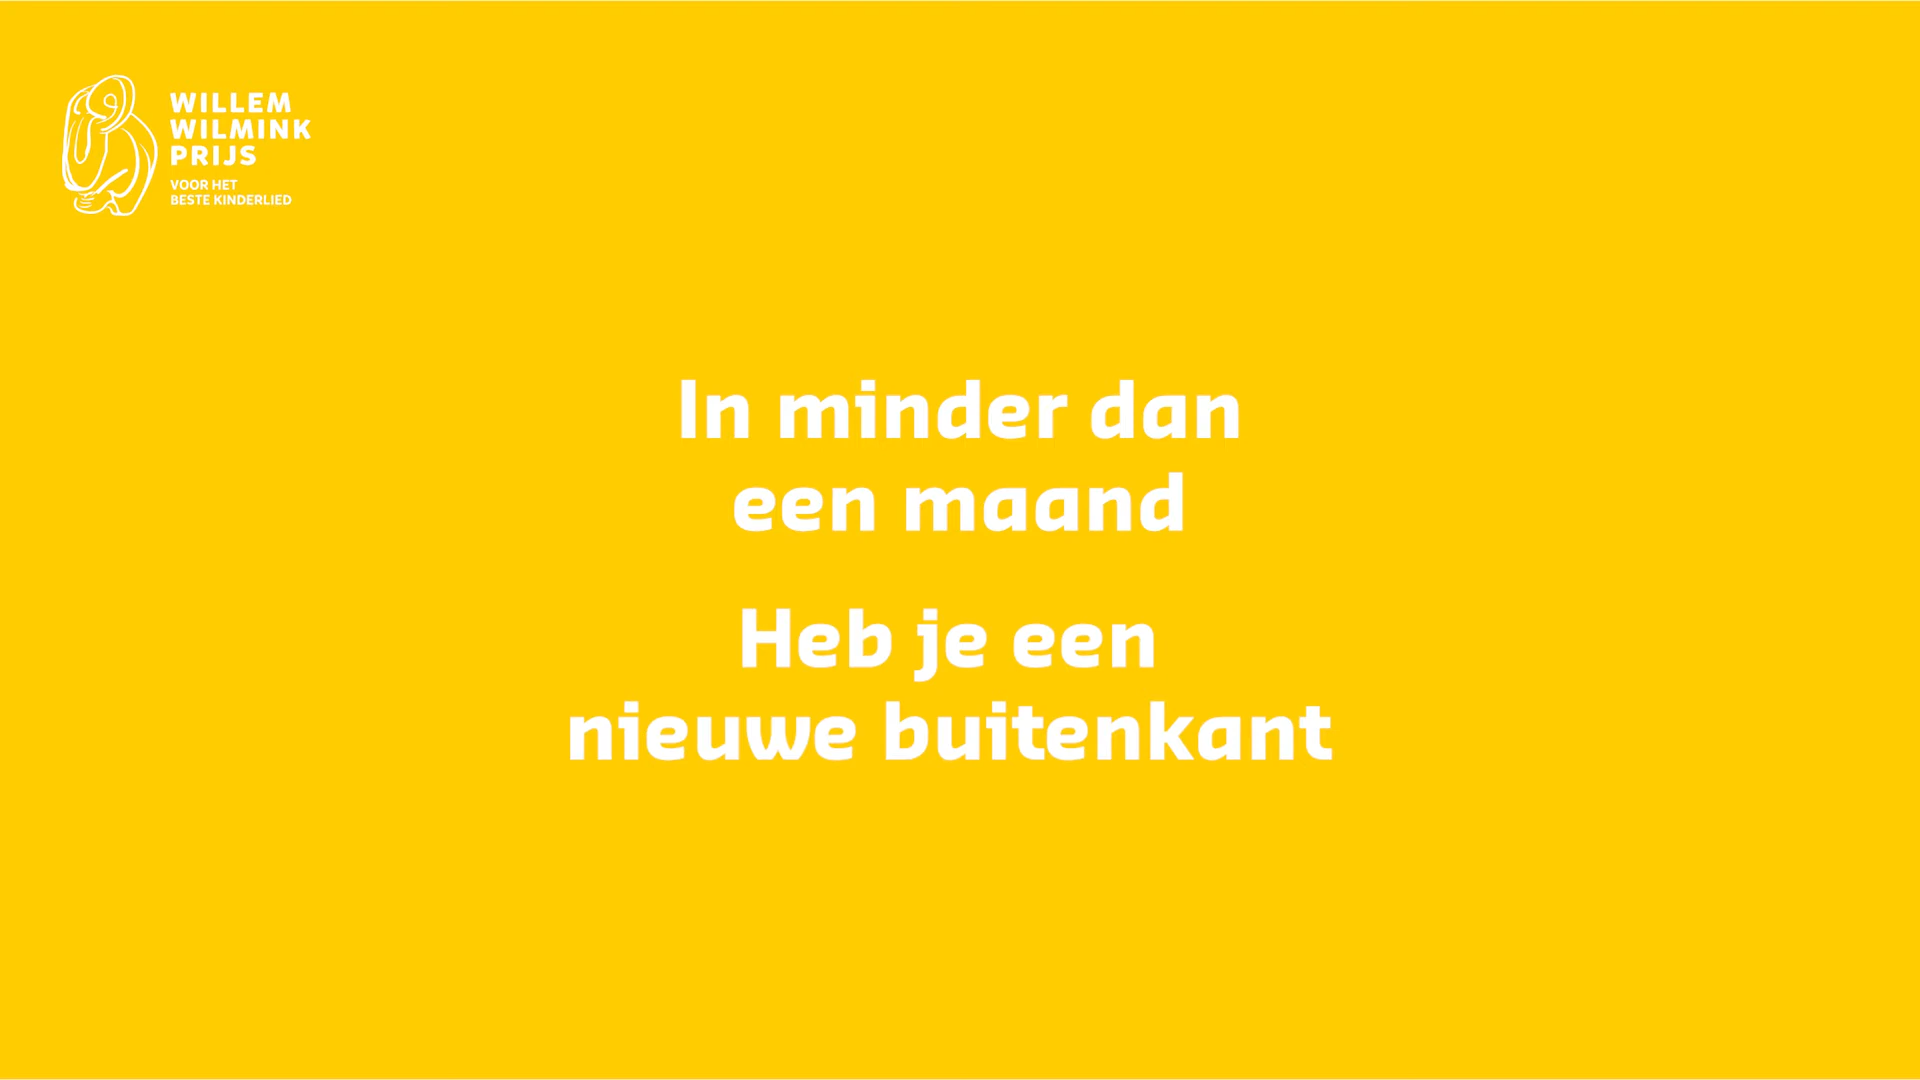 WILLEM
WILMINK
PRIJS
VOOR HET
BESTE KINDERLIED
In minder dan
een maand
Heb je een
nieuwe buitenkant